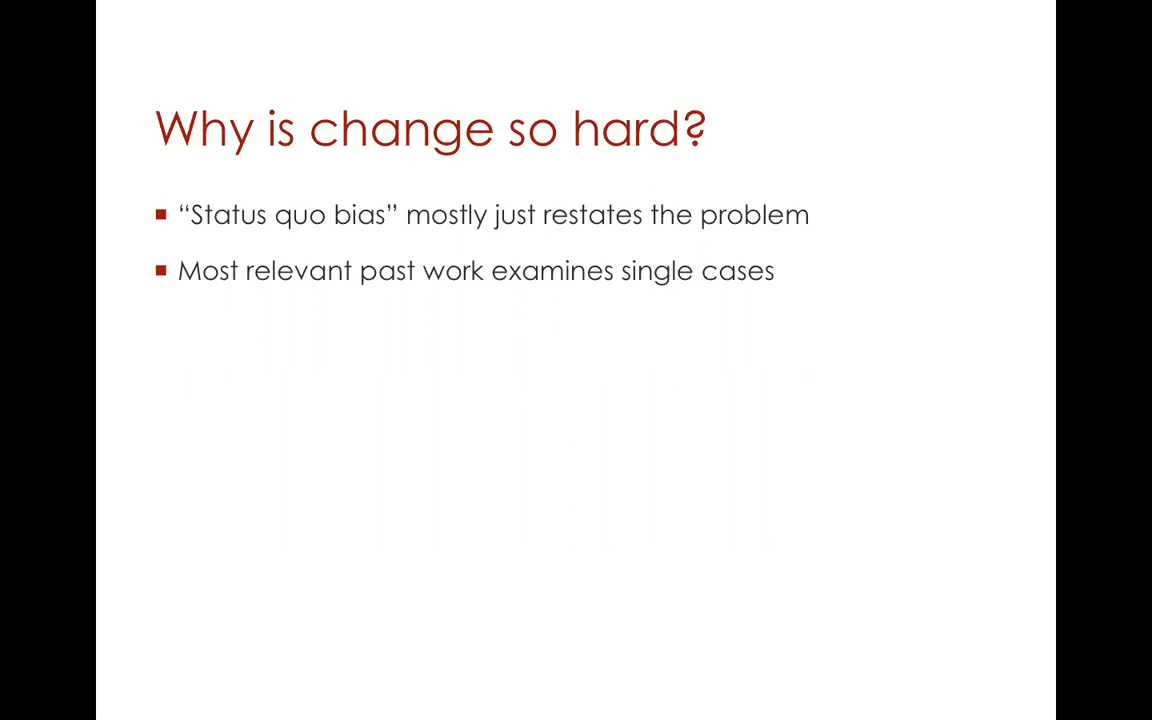 Why is change so hard?
“Status quo bias” mostly just restates the problem
Most relevant past work examines single cases